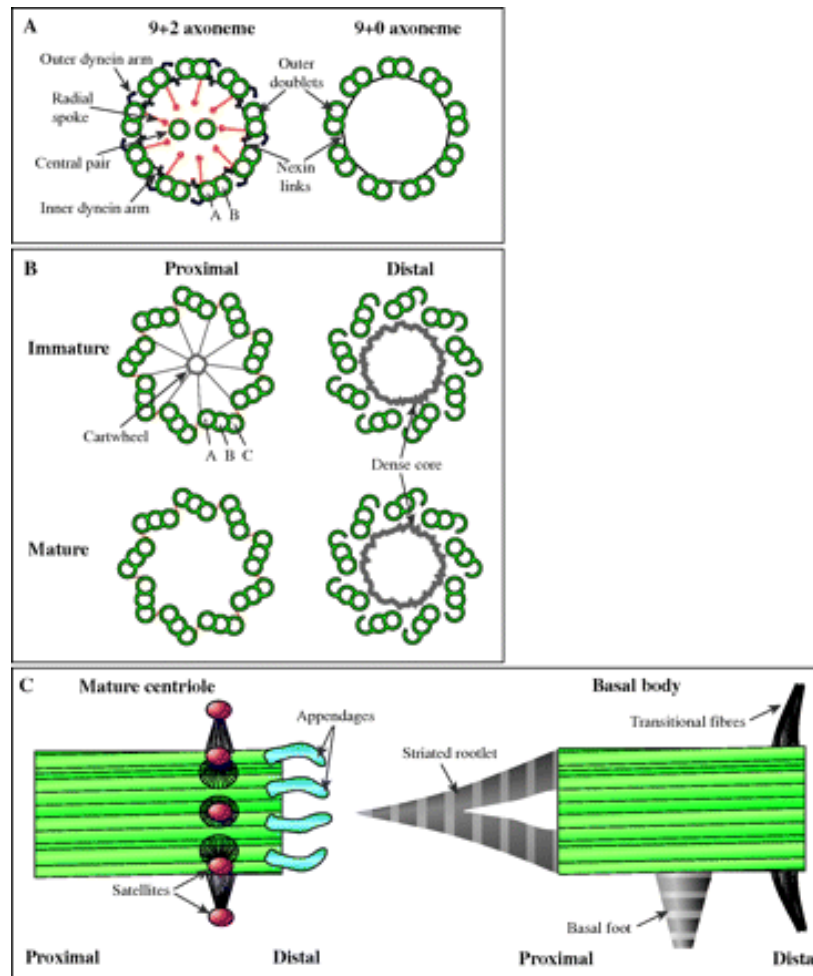 A
9+2 axoneme
9+0 axoneme
Outer dynein arm
Outer
doublets
Radial
spoke
Central pair
Nexin
links
Inner dynein arm
A B
B
Proximal
Distal
Immature
Cartwheel
A B C
Dense core
Mature
C
Mature centriole
Basal body
Appendages
Transitional fibres
Striated rootlet
Satellites
Basal foot
Proximal
Distal
Proximal
Dista